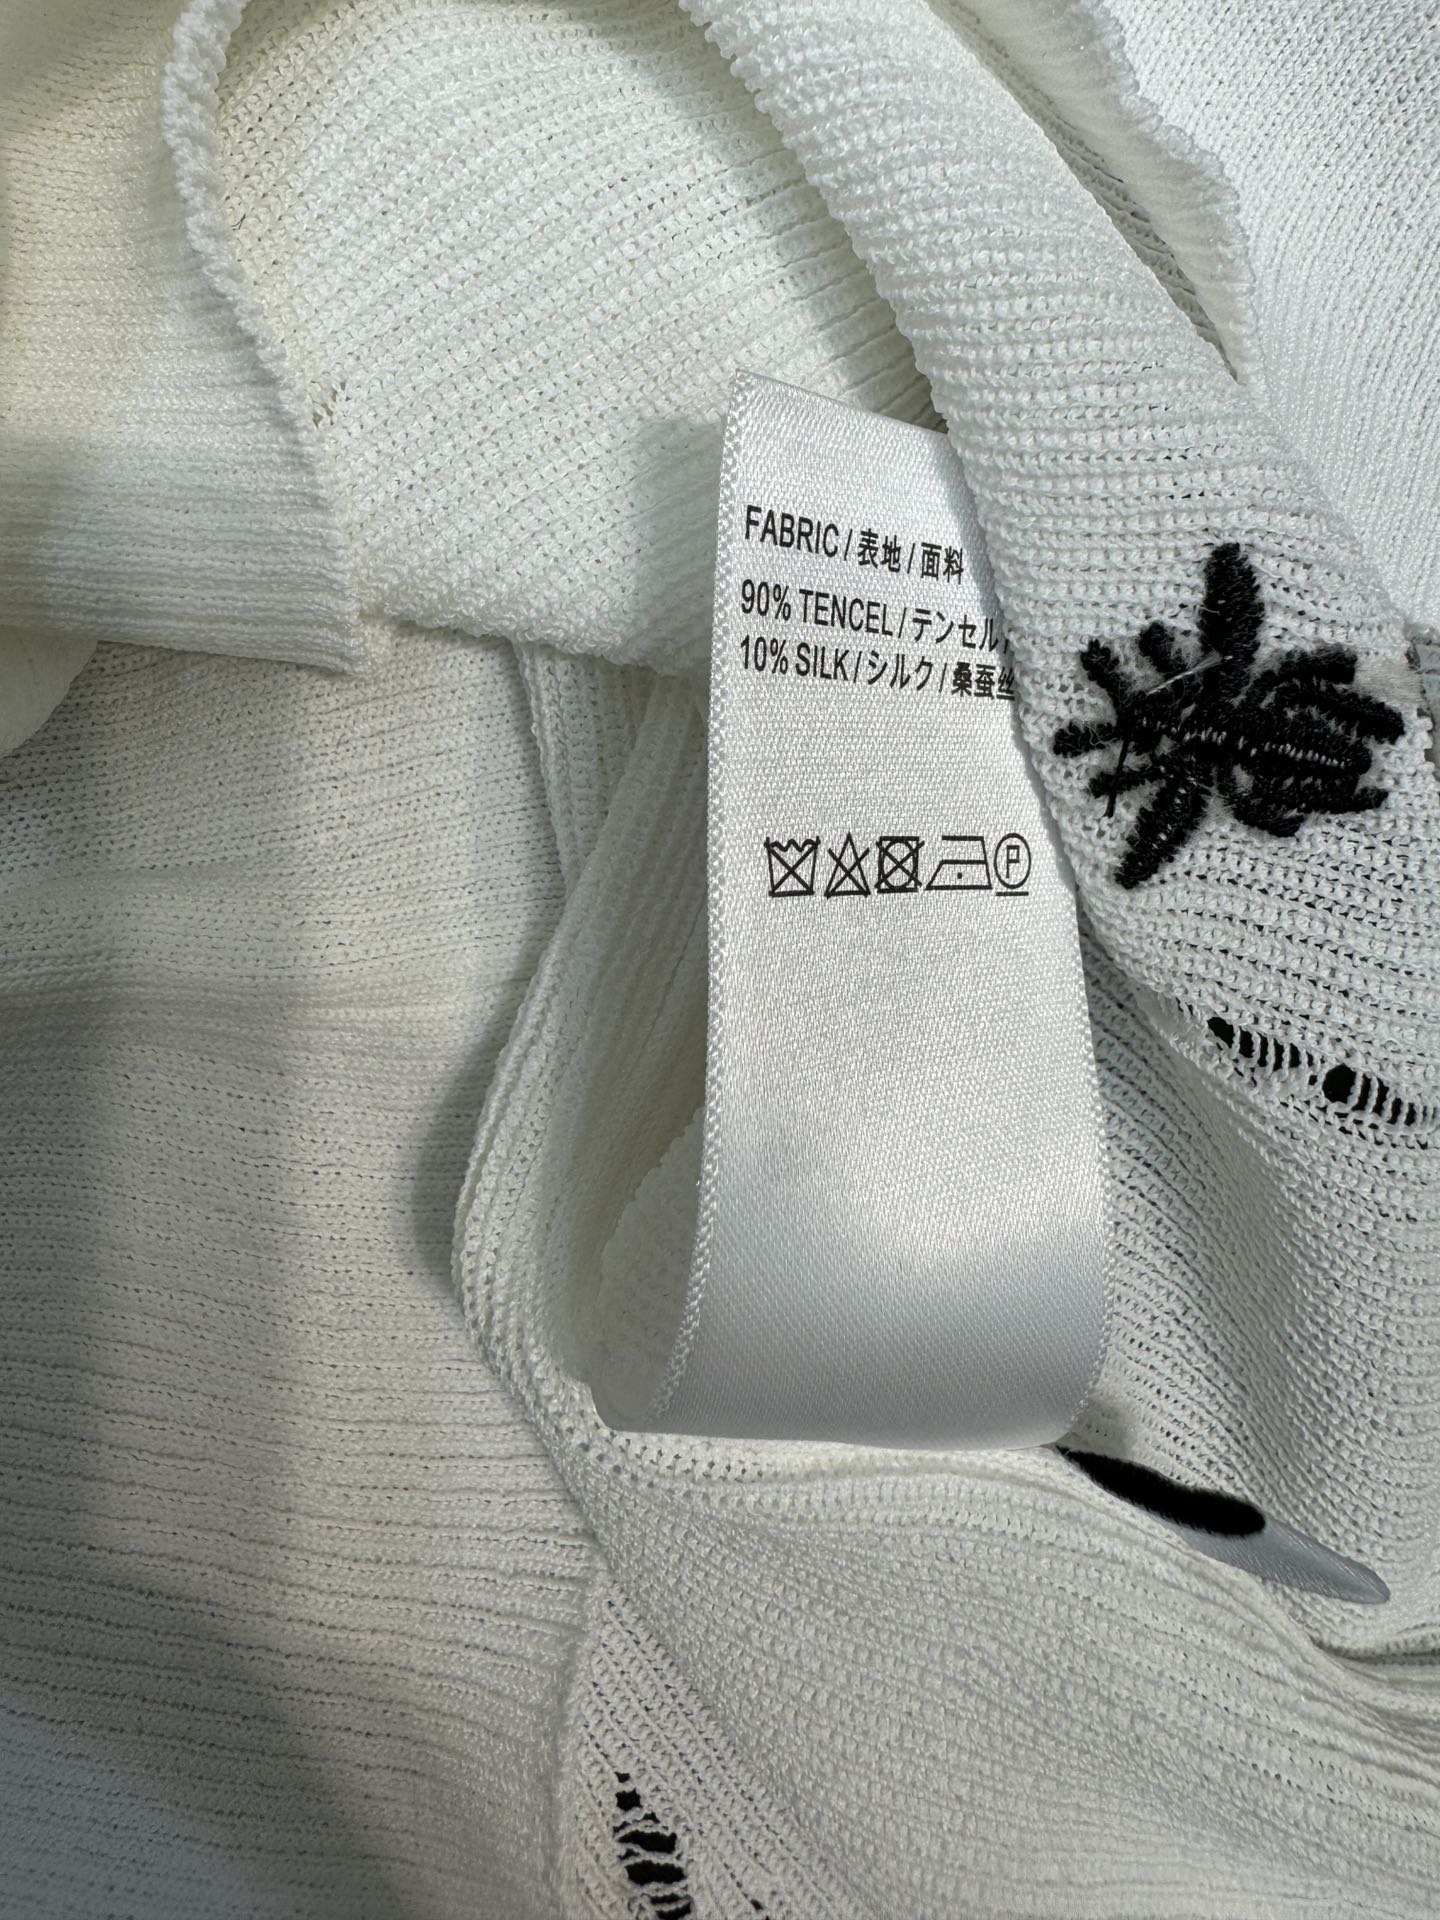 FABRIC / 表地 / 面料
90% TENCEL / テンセル
10% SILK / シルク / 桑蚕丝
P